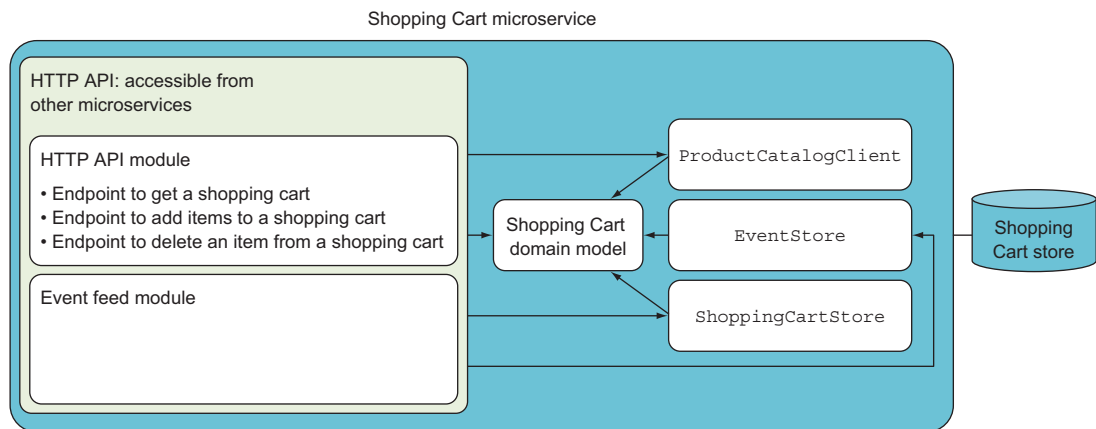 Shopping Cart microservice
HTTP API: accessible from
other microservices
HTTP API module
• Endpoint to get a shopping cart
• Endpoint to add items to a shopping cart
• Endpoint to delete an item from a shopping cart
Event feed module
Shopping Cart
domain model
ProductCatalogClient
EventStore
ShoppingCartStore
Shopping
Cart store